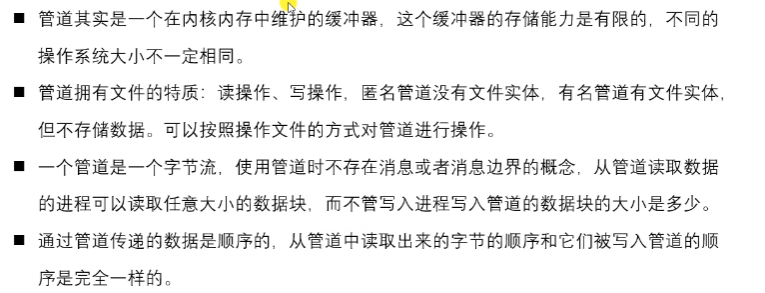 ■ 管道其实是一个在内核内存中维护的缓冲器，这个缓冲器的存储能力是有限的，不同的
操作系统大小不一定相同。
■ 管道拥有文件的特质：读操作、写操作，匿名管道没有文件实体，有名管道有文件实体，
但不存储数据。可以按照操作文件的方式对管道进行操作。
■ 一个管道是一个字节流，使用管道时不存在消息或者消息边界的概念，从管道读取数据
的进程可以读取任意大小的数据块，而不管写入进程写入管道的数据块的大小是多少。
■ 通过管道传递的数据是顺序的，从管道中读取出来的字节的顺序和它们被写入管道的顺
序是完全一样的。